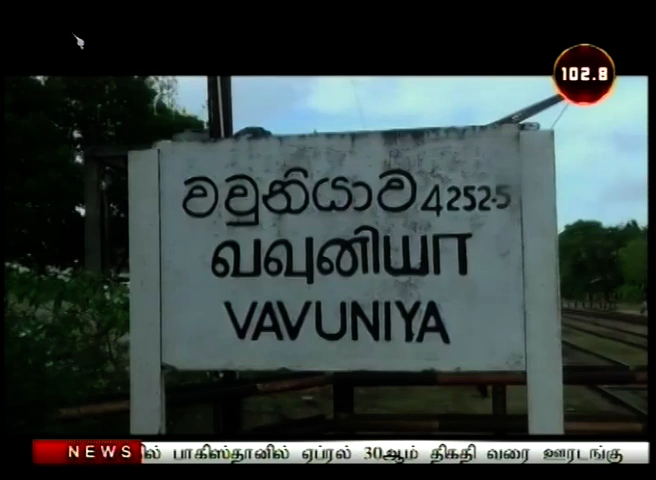 102.8
වවුනියාව 4252·5
வவுனியா
VAVUNIYA
NEWS ில் பாகிஸ்தானில் ஏப்ரல் 30ஆம் திகதி வரை ஊரடங்கு